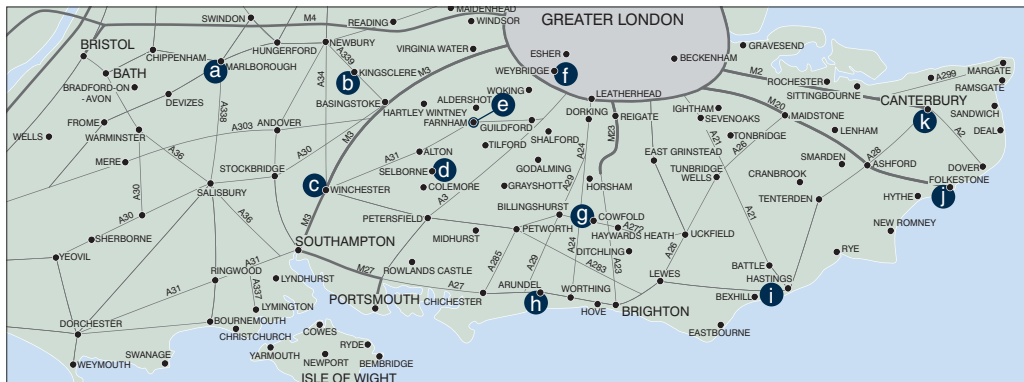 MAIDENHEAD
SWINDON
M4
READING
WINDSOR
GREATER LONDON
BRISTOL
CHIPPENHAM
HUNGERFORD
NEWBURY
VIRGINIA WATER
ESHER
BECKENHAM
GRAVESEND
a
MARLBOROUGH
A339
b
KINGSCLERE
M3
WEYBRIDGE
f
M2
ROCHESTER
A299
MARGATE
BATH
BRADFORD-ON
-AVON
DEVIZES
A338
A34
BASINGSTOKE
HARTLEY WINTNEY
ALDERSHOT
WOKING
e
LEATHERHEAD
SITTINGBOURNE
RAMSGATE
CANTERBURY
SANDWICH
FROME
WARMINSTER
A303
ANDOVER
M3
FARNHAM
GUILDFORD
DORKING
REIGATE
IGHTHAM
SEVENOAKS
M20
MAIDSTONE
k
WELLS
A36
A30
TILFORD
SHALFORD
A24
M23
A21
TONBRIDGE
A26
LENHAM
A2
DEAL
MERE
STOCKBRIDGE
A31
ALTON
SELBORNE
d
GODALMING
EAST GRINSTEAD
SMARDEN
A28
ASHFORD
DOVER
A30
SALISBURY
c
WINCHESTER
COLEMORE
GRAYSHOTT
A29
HORSHAM
TUNBRIDGE
WELLS
CRANBROOK
FOLKESTONE
A3
HYTHE
j
A30
A36
M3
PETERSFIELD
BILLINGSHURST
g
COWFOLD
A272
A21
TENTERDEN
NEW ROMNEY
SHERBORNE
SOUTHAMPTON
MIDHURST
PETWORTH
A24
HAYWARDS HEATH
UCKFIELD
YEOVIL
A31
RINGWOOD
M27
ROWLANDS CASTLE
A285
A29
A283
DITCHLING
A23
A26
RYE
A31
A337
LYNDHURST
A27
ARUNDEL
WORTHING
LEWES
BATTLE
HASTINGS
LYMINGTON
PORTSMOUTH
CHICHESTER
h
HOVE
BRIGHTON
BEXHILL
i
DORCHESTER
BOURNEMOUTH
CHRISTCHURCH
COWES
EASTBOURNE
SWANAGE
YARMOUTH
RYDE
WEYMOUTH
NEWPORT
BEMBRIDGE
ISLE OF WIGHT